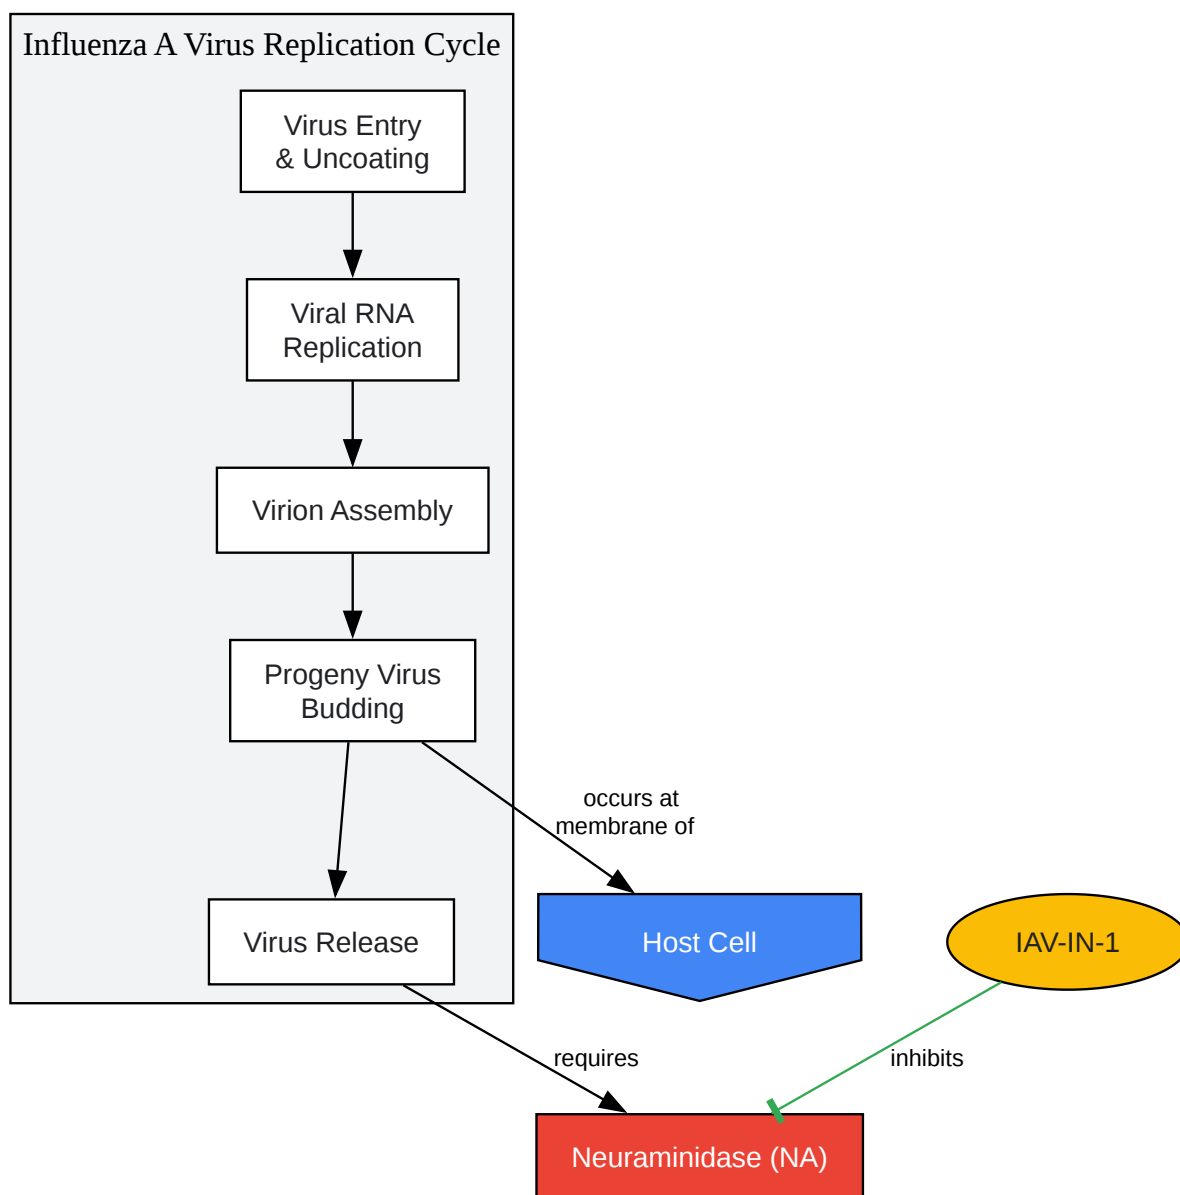 Influenza A Virus Replication Cycle
Virus Entry
& Uncoating
Viral RNA
Replication
Virion Assembly
Progeny Virus
Budding
occurs at
membrane of
Virus Release
Host Cell
IAV-IN-1
requires
inhibits
Neuraminidase (NA)